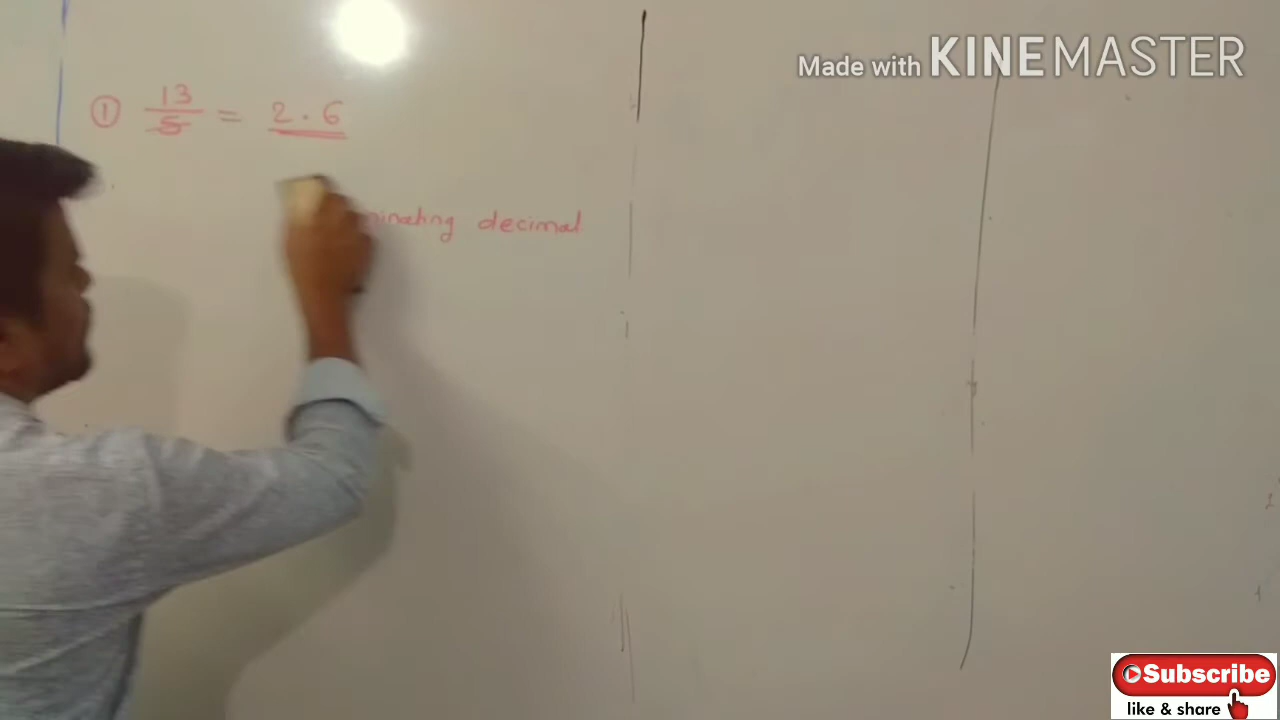 Made with KINEMASTER
① 13/5 = 2.6
decimal
Subscribe
like & share